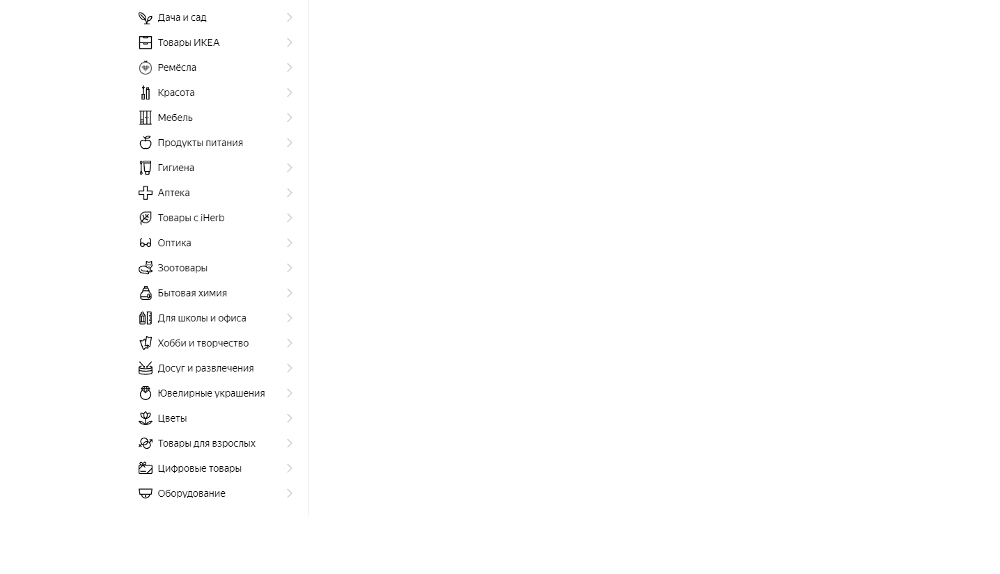 Дача и сад
Товары ИКЕА
Ремёсла
Красота
Мебель
Продукты питания
Гигиена
Аптека
Товары с iHerb
Оптика
Зоотовары
Бытовая химия
Для школы и офиса
Хобби и творчество
Досуг и развлечения
Ювелирные украшения
Цветы
Товары для взрослых
Цифровые товары
Оборудование